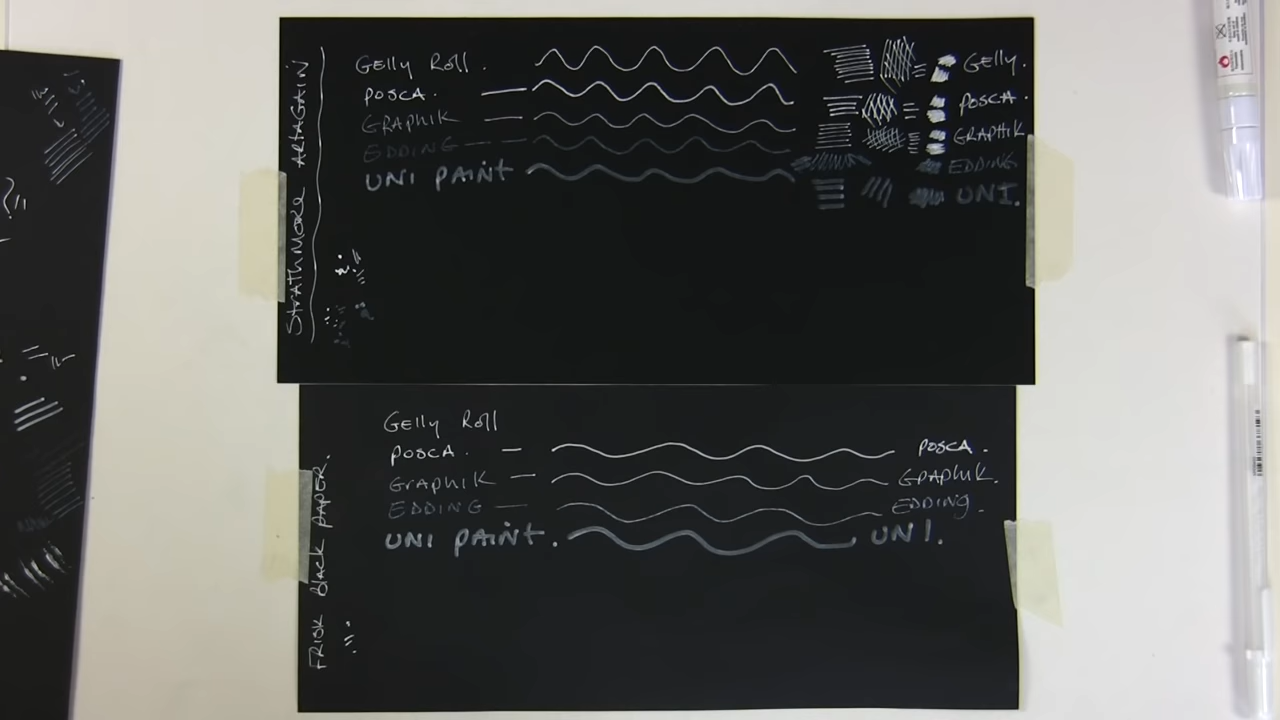 STRATHMORE ARTAGAIN
Gelly Roll. Gelly.
POSCA. POSCA.
GRAPHIK GRAPHIK
EDDING EDDING
UNI PAINT UNI.
FRISK Black PAPER.
Gelly Roll
POSCA. POSCA.
GRAPHIK GRAPHIK.
EDDING EDDING.
UNI PAINT. UNI.